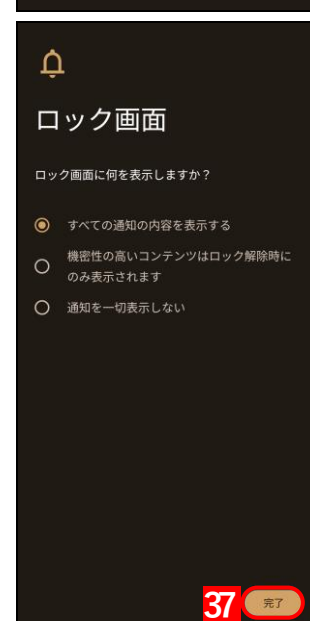 ロック画面
ロック画面に何を表示しますか？
すべての通知の内容を表示する
機密性の高いコンテンツはロック解除時に
のみ表示されます
通知を一切表示しない
37 完了